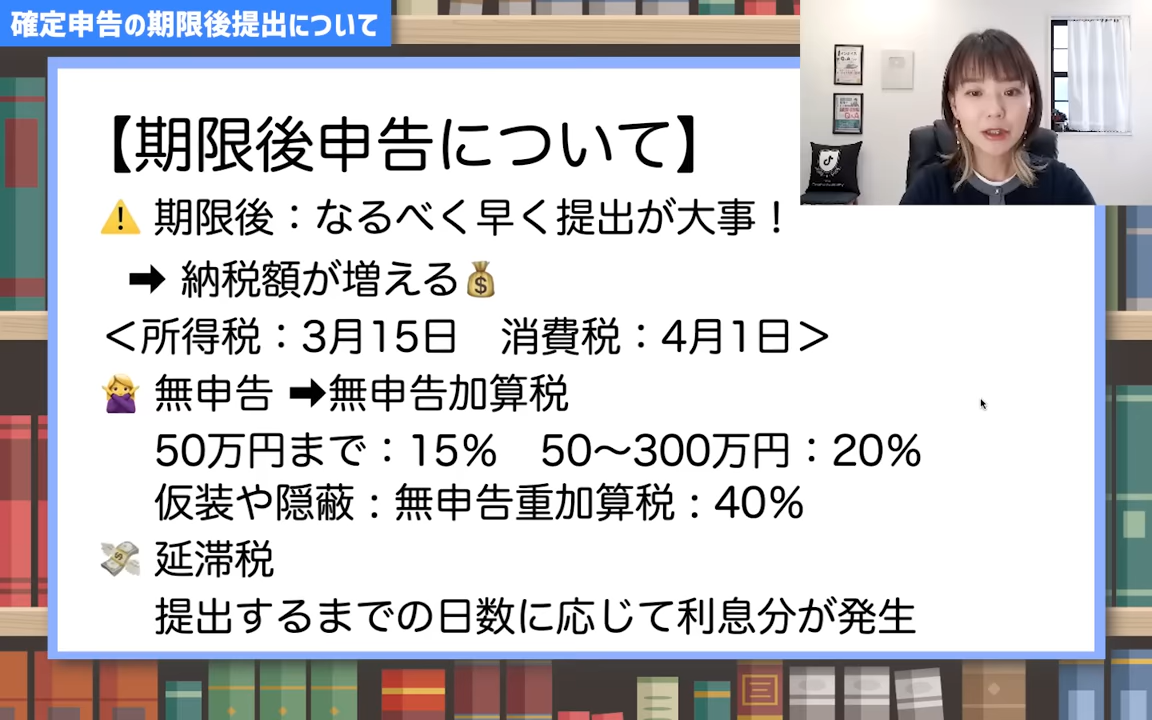 確定申告の期限後提出について
【期限後申告について】
⚠️ 期限後：なるべく早く提出が大事！
➡ 納税額が増える💰
＜所得税：3月15日　消費税：4月1日＞
🤷‍♀️ 無申告 ➡無申告加算税
50万円まで：15%　50〜300万円：20%
仮装や隠蔽：無申告重加算税：40%
💸 延滞税
提出するまでの日数に応じて利息分が発生